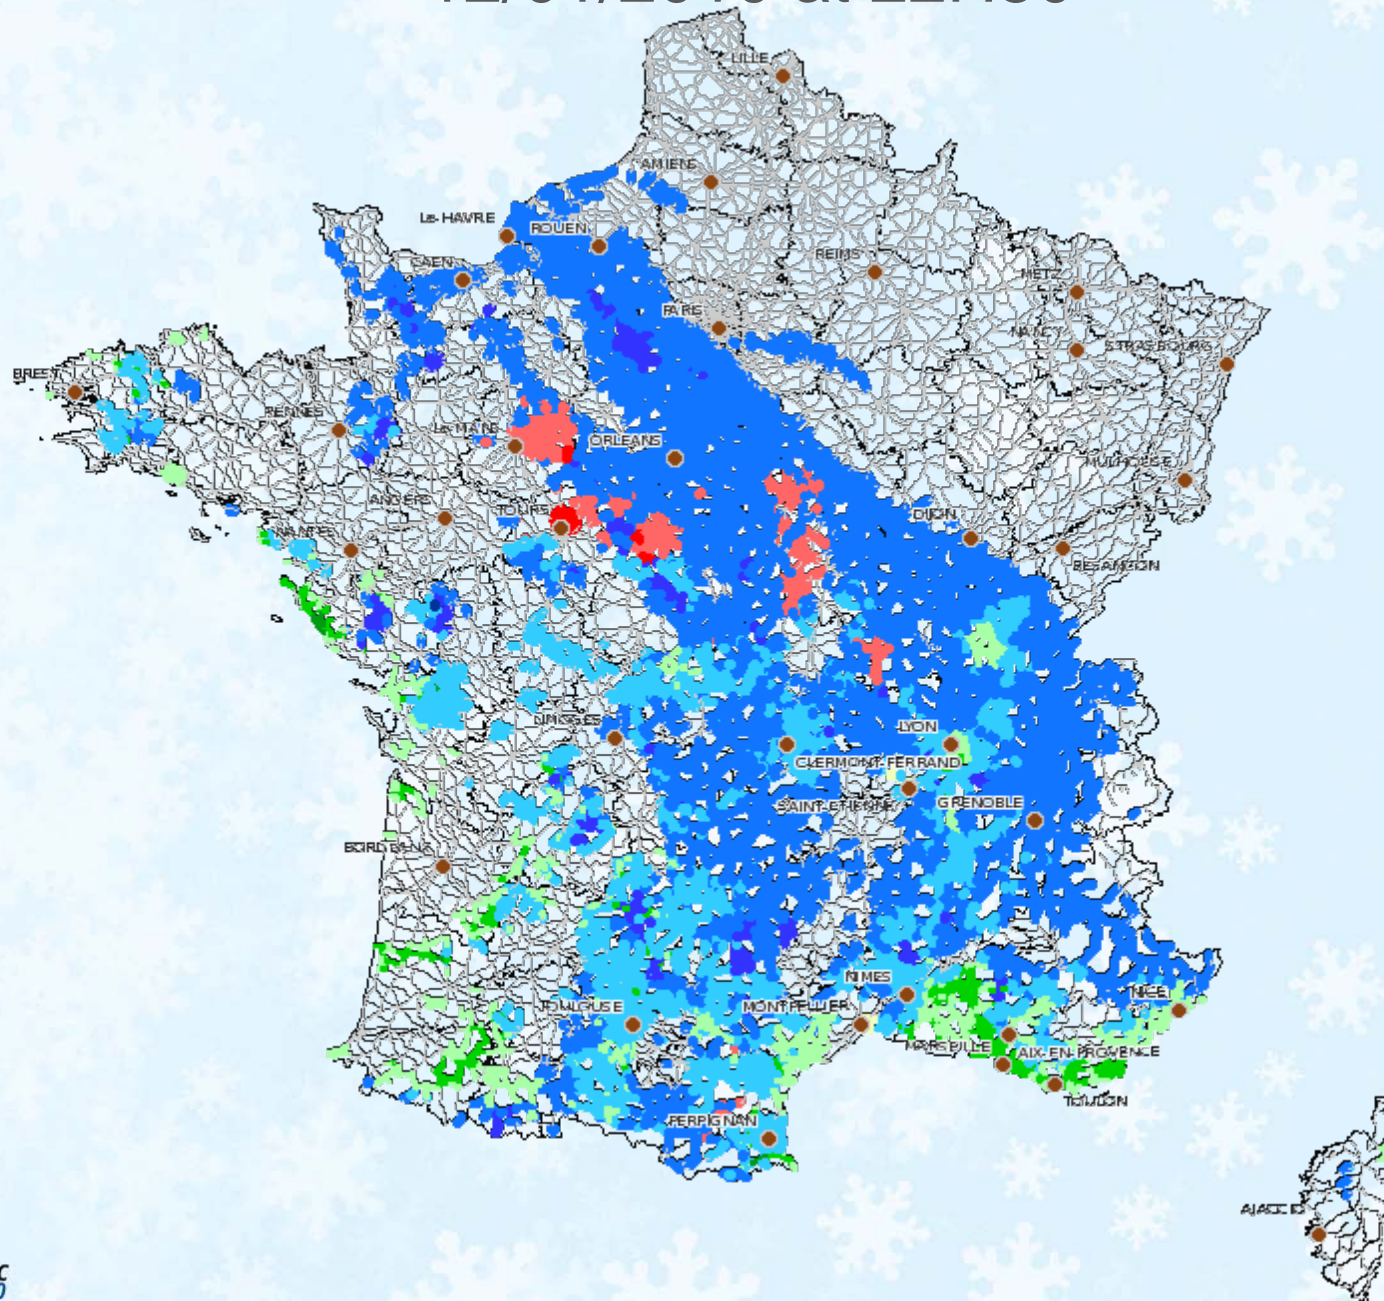 LILLE
AMIENS
Le-HAVRE
ROUEN
CAEN
REIMS
METZ
PARIS
NANCY
STRASBOURG
BREST
RENNES
Le-MANS
ORLEANS
MULHOUSE
ANGERS
TOURS
DIJON
NANTES
BESANCON
LIMOGES
LYON
CLERMONT-FERRAND
SAINT-ETIENNE
GRENOBLE
BORDEAUX
NIMES
NICE
TOULOUSE
MONTPELLIER
MARSEILLE
AIX-EN-PROVENCE
TOULON
PERPIGNAN
AJACCIO